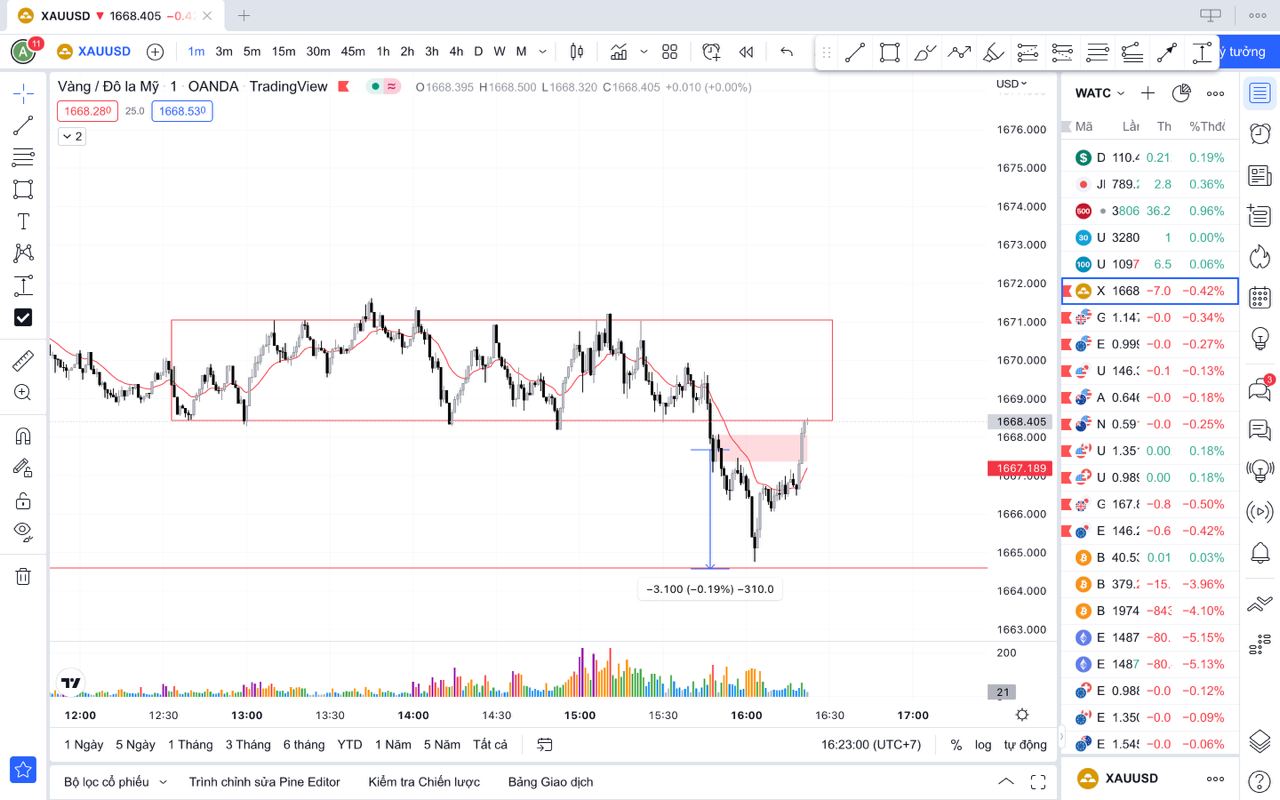 XAUUSD ▼ 1668.405 −0.4
11
XAUUSD
1m 3m 5m 15m 30m 45m 1h 2h 3h 4h D W M
ý tưởng
Vàng / Đô la Mỹ · 1 · OANDA · TradingView
O1668.395 H1668.500 L1668.320 C1668.405 +0.010 (+0.00%)
1668.280 25.0 1668.530
2
USD
1676.000
1675.000
1674.000
1673.000
1672.000
1671.000
1670.000
1669.000
1668.405
1668.000
1667.189
1667.000
1666.000
1665.000
1664.000
1663.000
−3.100 (−0.19%) −310.0
200
21
12:00 12:30 13:00 13:30 14:00 14:30 15:00 15:30 16:00 16:30 17:00
1 Ngày 5 Ngày 1 Tháng 3 Tháng 6 tháng YTD 1 Năm 5 Năm Tất cả
16:23:00 (UTC+7) % log tự động
Bộ lọc cổ phiếu Trình chỉnh sửa Pine Editor Kiểm tra Chiến lược Bảng Giao dịch
WATC
Mã Lần Th %Thđ
D 110.4 0.21 0.19%
JI 789.2 2.8 0.36%
500 3806 36.2 0.96%
30 U 3280 1 0.00%
100 U 1097 6.5 0.06%
X 1668 −7.0 −0.42%
G 1.147 −0.0 −0.34%
E 0.999 −0.0 −0.27%
U 146.3 −0.1 −0.13%
A 0.646 −0.0 −0.18%
N 0.59 −0.0 −0.25%
U 1.35 0.00 0.18%
U 0.989 0.00 0.18%
G 167.8 −0.8 −0.50%
E 146.2 −0.6 −0.42%
B 40.53 0.01 0.03%
B 379.2 −15. −3.96%
B 1974 −843 −4.10%
E 1487 −80. −5.15%
E 1487 −80. −5.13%
E 0.988 −0.0 −0.12%
E 1.350 −0.0 −0.09%
E 1.545 −0.0 −0.06%
XAUUSD
3